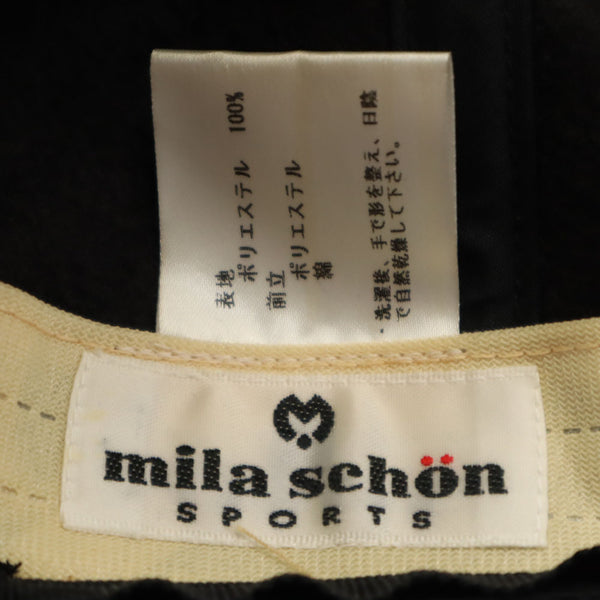 表地
ポリエステル 100%
前立
ポリエステル
綿
・洗濯後、手で形を整え、日陰
で自然乾燥して下さい。
mila schön
SPORTS